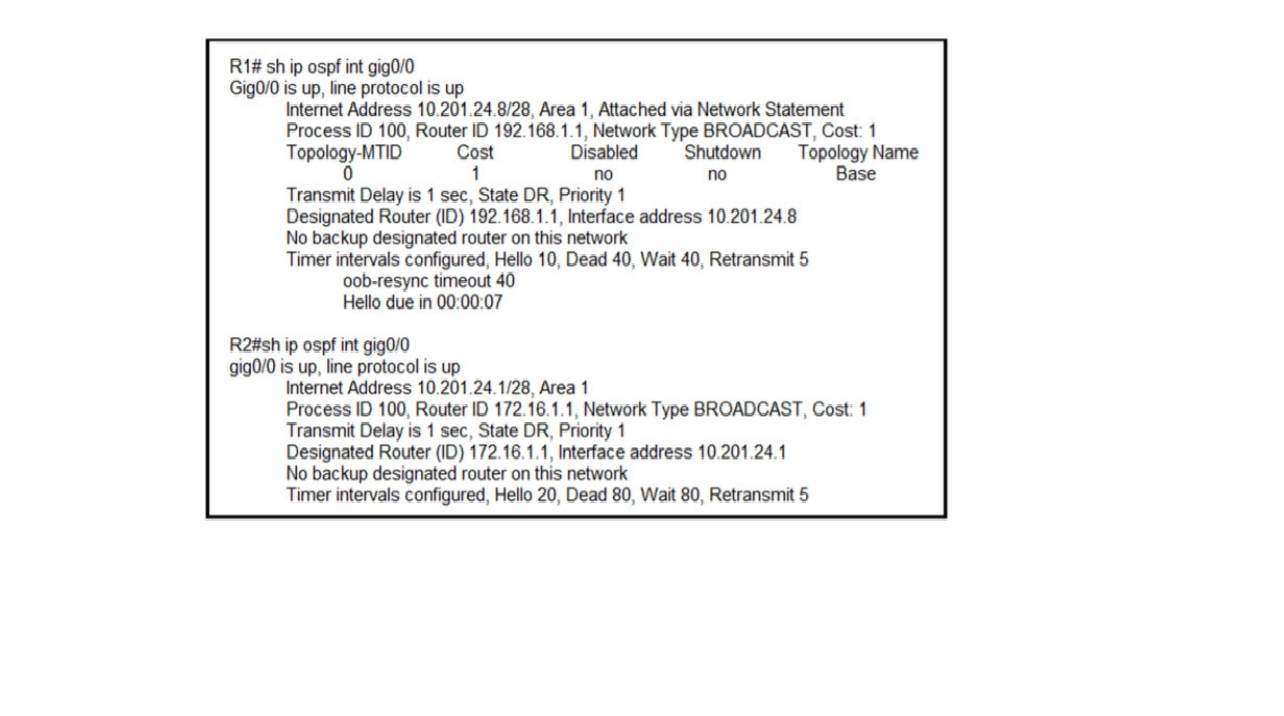 R1# sh ip ospf int gig0/0
Gig0/0 is up, line protocol is up
Internet Address 10.201.24.8/28, Area 1, Attached via Network Statement
Process ID 100, Router ID 192.168.1.1, Network Type BROADCAST, Cost: 1
Topology-MTID Cost Disabled Shutdown Topology Name
0 1 no no Base
Transmit Delay is 1 sec, State DR, Priority 1
Designated Router (ID) 192.168.1.1, Interface address 10.201.24.8
No backup designated router on this network
Timer intervals configured, Hello 10, Dead 40, Wait 40, Retransmit 5
oob-resync timeout 40
Hello due in 00:00:07
R2#sh ip ospf int gig0/0
gig0/0 is up, line protocol is up
Internet Address 10.201.24.1/28, Area 1
Process ID 100, Router ID 172.16.1.1, Network Type BROADCAST, Cost: 1
Transmit Delay is 1 sec, State DR, Priority 1
Designated Router (ID) 172.16.1.1, Interface address 10.201.24.1
No backup designated router on this network
Timer intervals configured, Hello 20, Dead 80, Wait 80, Retransmit 5